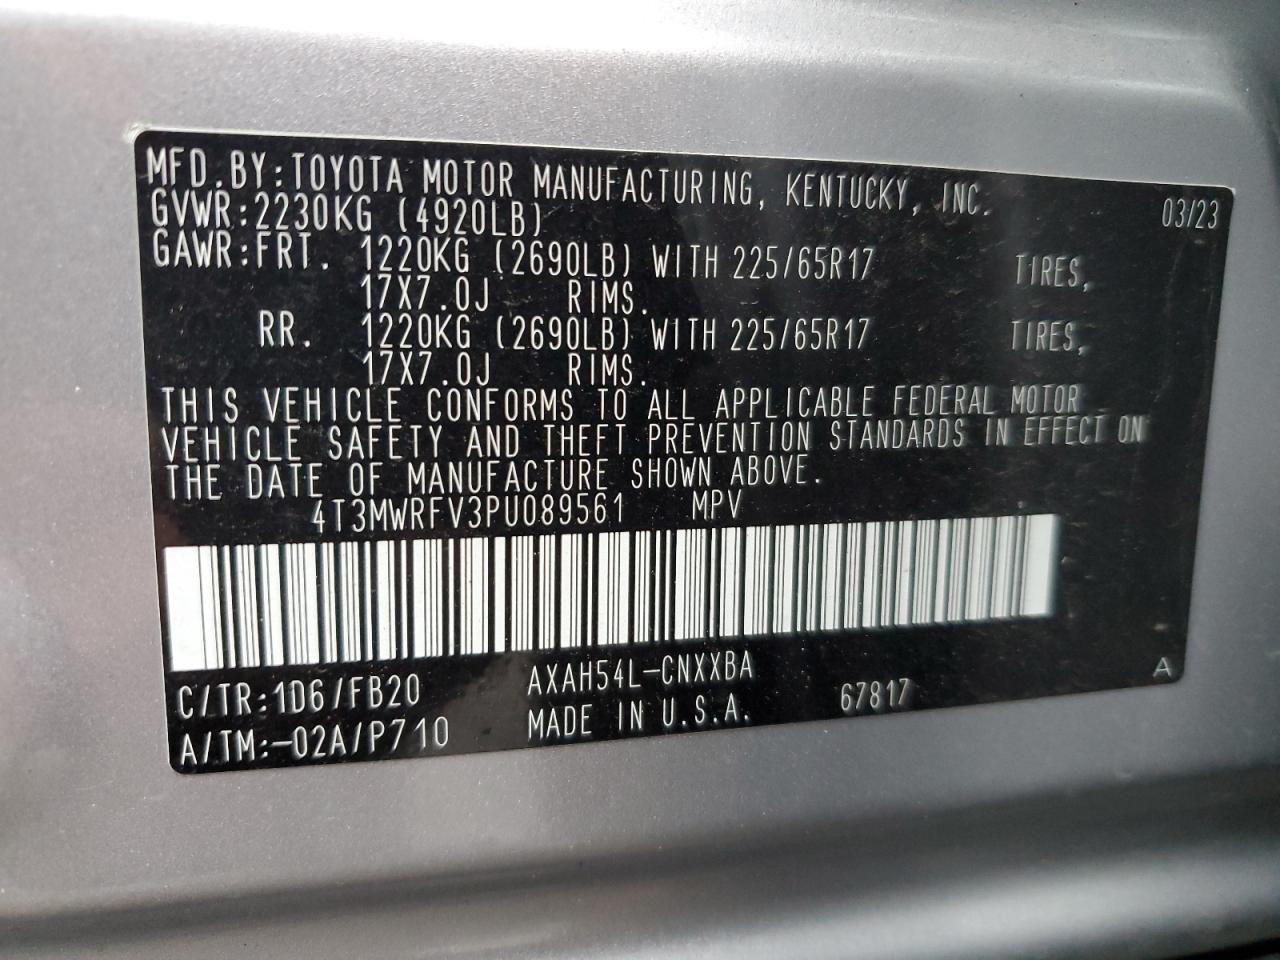 MFD.BY:TOYOTA MOTOR MANUFACTURING, KENTUCKY, INC. 03/23
GVWR:2230KG (4920LB)
GAWR:FRT. 1220KG (2690LB) WITH 225/65R17 TIRES,
17X7.0J RIMS.
RR. 1220KG (2690LB) WITH 225/65R17 TIRES,
17X7.0J RIMS.
THIS VEHICLE CONFORMS TO ALL APPLICABLE FEDERAL MOTOR
VEHICLE SAFETY AND THEFT PREVENTION STANDARDS IN EFFECT ON
THE DATE OF MANUFACTURE SHOWN ABOVE.
4T3MWRFV3PU089561 MPV
C/TR:1D6/FB20 AXAH54L-CNXXBA A
A/TM:-02A/P710 MADE IN U.S.A. 67817